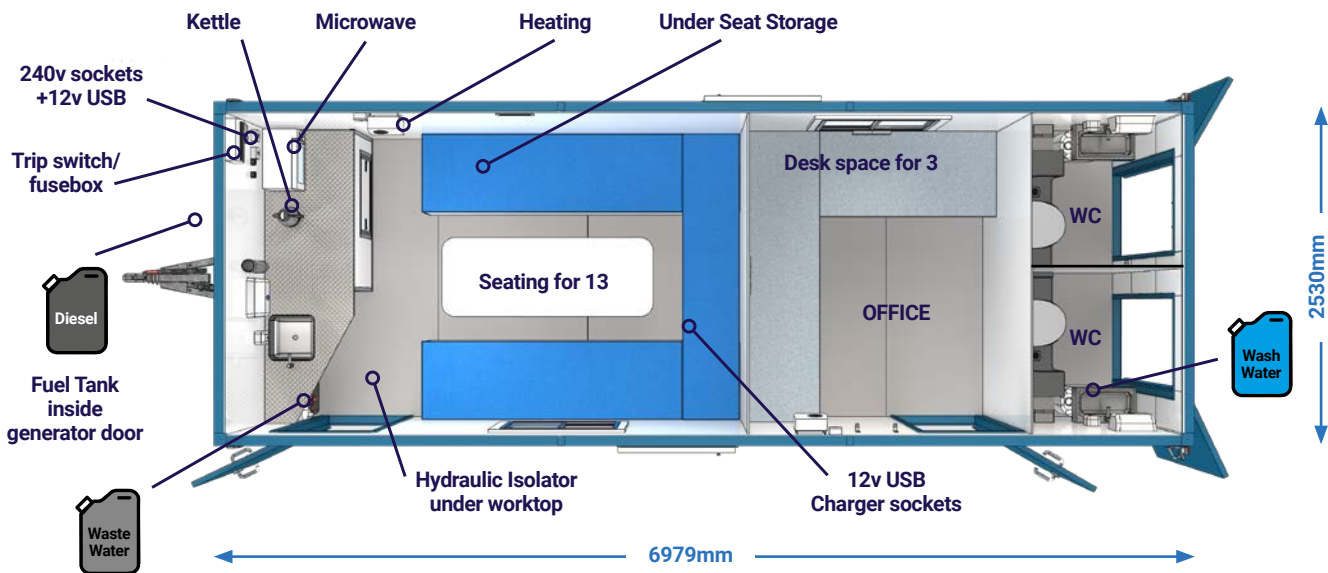 Kettle
Microwave
Heating
Under Seat Storage
240v sockets
+12v USB
Trip switch/
fusebox
Desk space for 3
WC
Seating for 13
OFFICE
WC
Diesel
Wash
Water
2530mm
Fuel Tank
inside
generator door
Hydraulic Isolator
under worktop
12v USB
Charger sockets
Waste
Water
6979mm